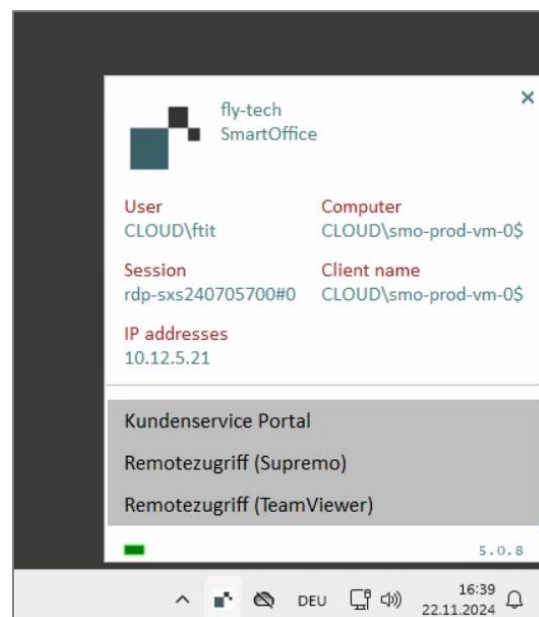 fly-tech
SmartOffice
×
User
CLOUD\ftit
Computer
CLOUD\smo-prod-vm-0$
Session
rdp-sxs240705700#0
Client name
CLOUD\smo-prod-vm-0$
IP addresses
10.12.5.21
Kundenservice Portal
Remotezugriff (Supremo)
Remotezugriff (TeamViewer)
5.0.8
DEU
16:39
22.11.2024